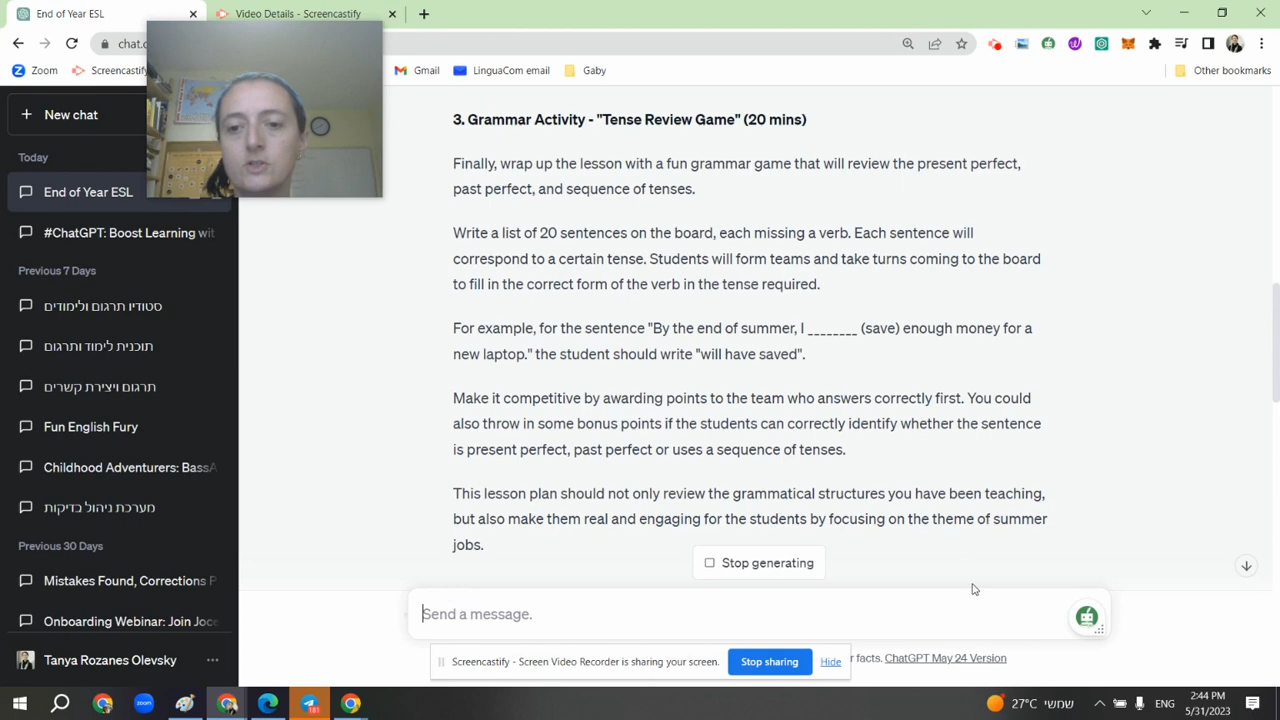 End of Year ESL
Video Details - Screencastify
chat.
Zoom
Screencastify
Gmail
LinguaCom email
Gaby
Other bookmarks
New chat
Today
End of Year ESL
#ChatGPT: Boost Learning wit
Previous 7 Days
סטודיו תרגום ולימודים
תוכנית לימוד ותרגום
תרגום ויצירת קשרים
Fun English Fury
Childhood Adventurers: BassA
מערכת ניהול בדיקות
Previous 30 Days
Mistakes Found, Corrections P
Onboarding Webinar: Join Joce
Tanya Rozanes Olevsky
3. Grammar Activity - "Tense Review Game" (20 mins)
Finally, wrap up the lesson with a fun grammar game that will review the present perfect,
past perfect, and sequence of tenses.
Write a list of 20 sentences on the board, each missing a verb. Each sentence will
correspond to a certain tense. Students will form teams and take turns coming to the board
to fill in the correct form of the verb in the tense required.
For example, for the sentence "By the end of summer, I ________ (save) enough money for a
new laptop." the student should write "will have saved".
Make it competitive by awarding points to the team who answers correctly first. You could
also throw in some bonus points if the students can correctly identify whether the sentence
is present perfect, past perfect or uses a sequence of tenses.
This lesson plan should not only review the grammatical structures you have been teaching,
but also make them real and engaging for the students by focusing on the theme of summer
jobs.
Stop generating
Send a message.
Screencastify - Screen Video Recorder is sharing your screen.
Stop sharing
Hide
r facts. ChatGPT May 24 Version
zoom
181
27°C שמשי
ENG
2:44 PM
5/31/2023